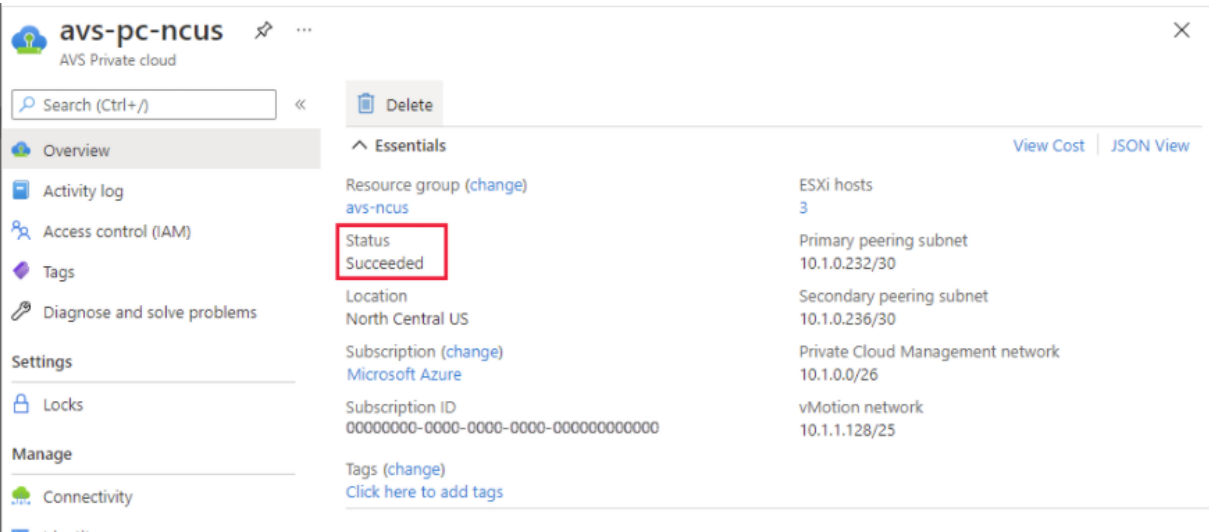 avs-pc-ncus
AVS Private cloud
Search (Ctrl+/)
Overview
Activity log
Access control (IAM)
Tags
Diagnose and solve problems
Settings
Locks
Manage
Connectivity
Delete
Essentials
View Cost
JSON View
Resource group (change)
avs-ncus
Status
Succeeded
Location
North Central US
Subscription (change)
Microsoft Azure
Subscription ID
00000000-0000-0000-0000-000000000000
Tags (change)
Click here to add tags
ESXi hosts
3
Primary peering subnet
10.1.0.232/30
Secondary peering subnet
10.1.0.236/30
Private Cloud Management network
10.1.0.0/26
vMotion network
10.1.1.128/25